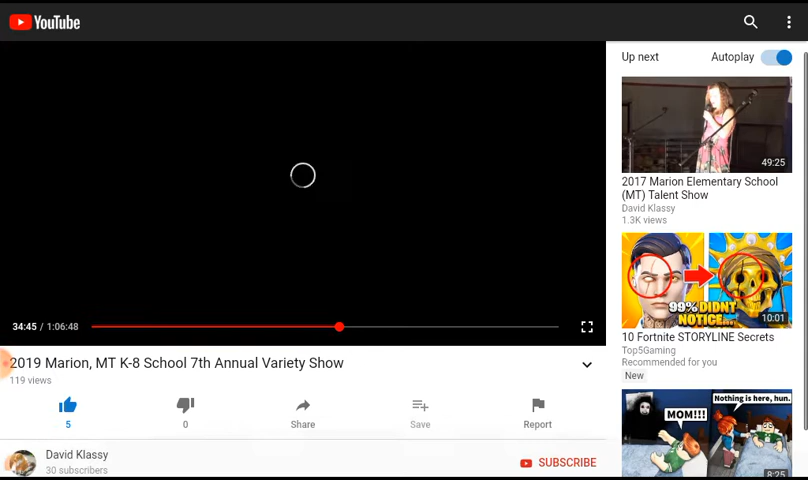 YouTube
Up next
Autoplay
49:25
2017 Marion Elementary School
(MT) Talent Show
David Klassy
1.3K views
99% DIDNT
NOTICE...
10:01
10 Fortnite STORYLINE Secrets
Top5Gaming
Recommended for you
New
MOM!!!
Nothing is here, hun.
8:25
34:45 / 1:06:48
2019 Marion, MT K-8 School 7th Annual Variety Show
119 views
5
0
Share
Save
Report
David Klassy
30 subscribers
SUBSCRIBE